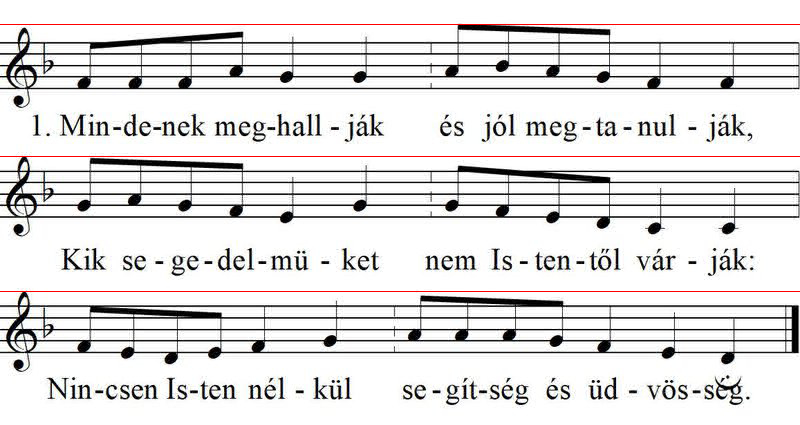 1. Min-de-nek meg-hall-ják és jól meg-ta-nul-ják,
Kik se-ge-del-mü-ket nem Is-ten-től vár-ják:
Nin-csen Is-ten nél-kül se-gít-ség és üd-vös-ség.